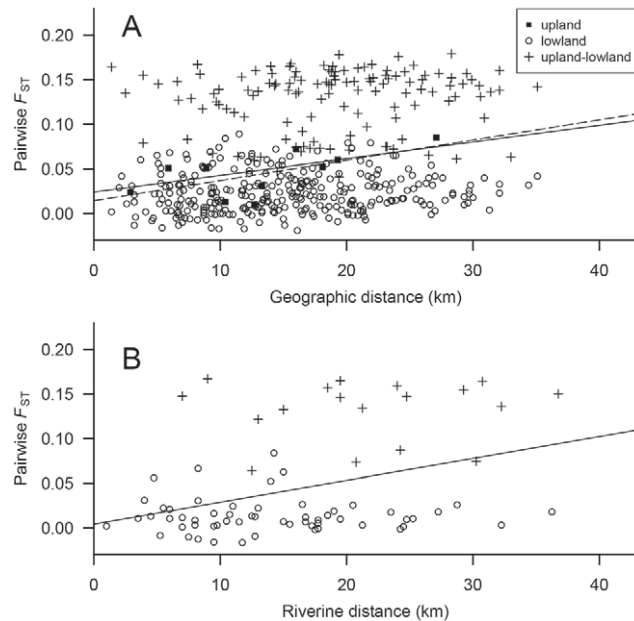 A
upland
lowland
upland-lowland
Pairwise FST
0.20
0.15
0.10
0.05
0.00
0 10 20 30 40
Geographic distance (km)
B
Pairwise FST
0.20
0.15
0.10
0.05
0.00
0 10 20 30 40
Riverine distance (km)